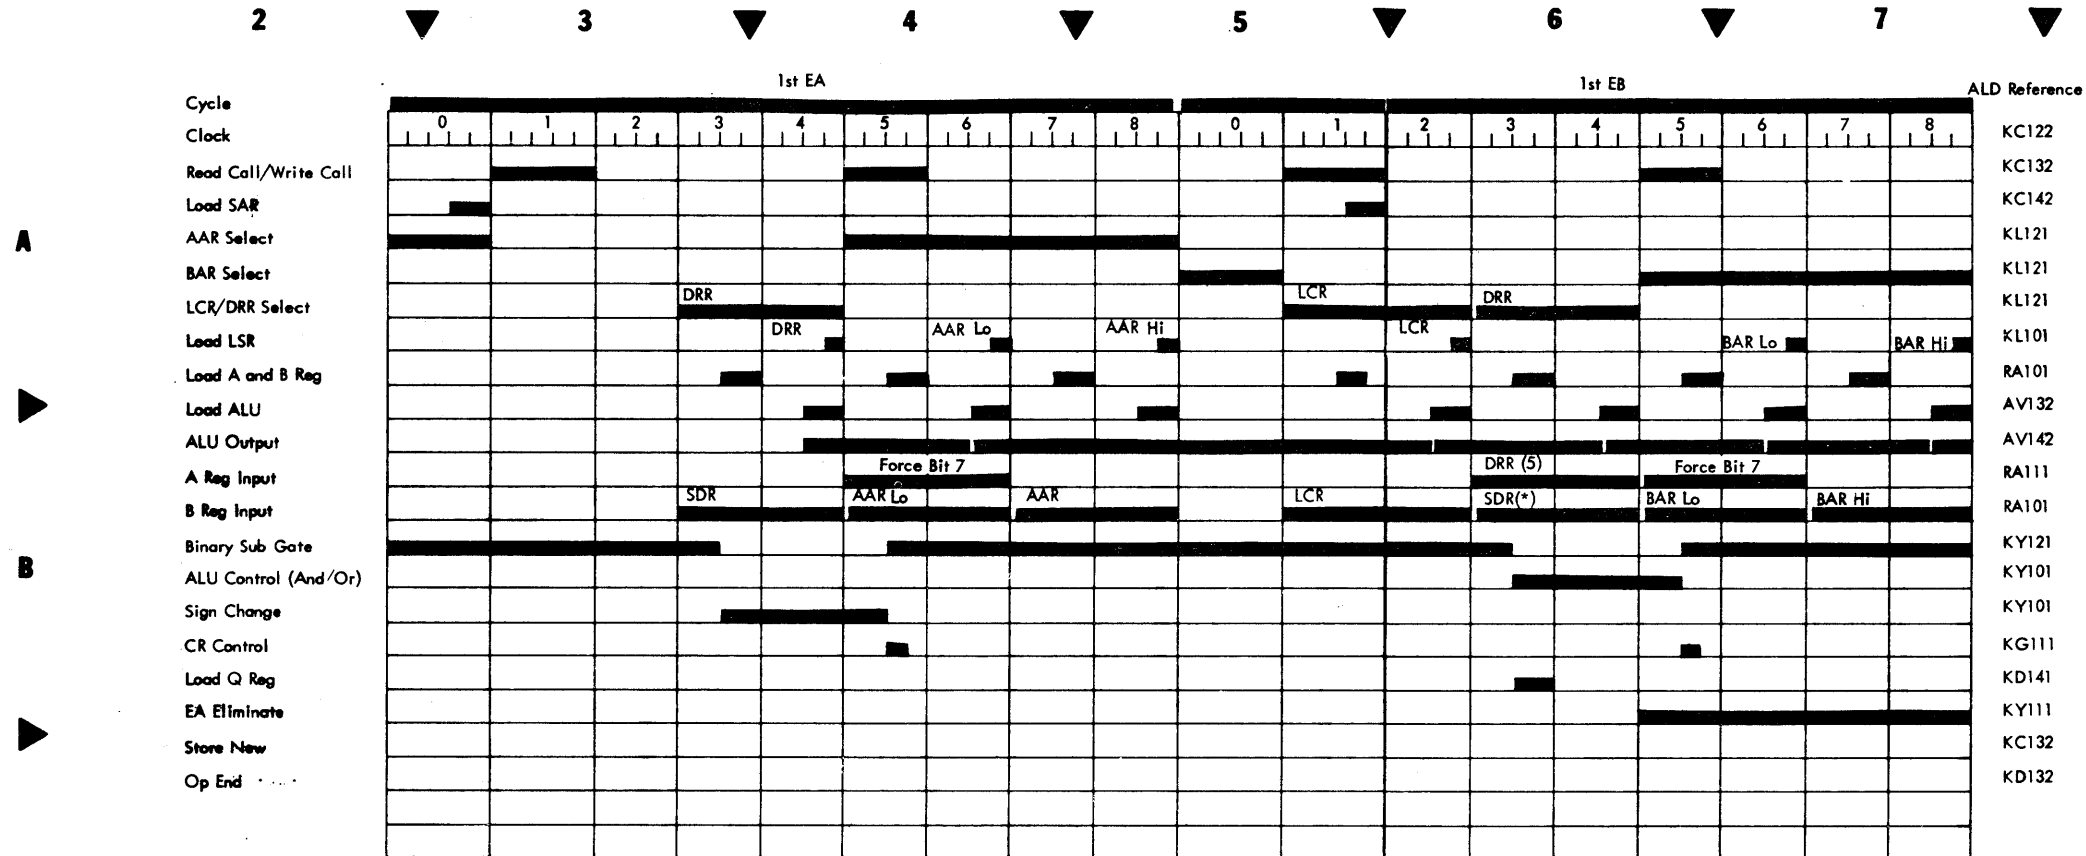 2 3 4 5 6 7
1st EA 1st EB ALD Reference
Cycle
Clock 0 1 2 3 4 5 6 7 8 0 1 2 3 4 5 6 7 8 KC122
Read Call/Write Call KC132
Load SAR KC142
A
AAR Select KL121
BAR Select KL121
DRR LCR DRR
LCR/DRR Select KL121
DRR AAR Lo AAR Hi LCR
Load LSR BAR Lo BAR Hi KL101
Load A and B Reg RA101
Load ALU AV132
ALU Output AV142
Force Bit 7 DRR (5) Force Bit 7
A Reg Input RA111
SDR AAR Lo AAR LCR SDR(*) BAR Lo BAR Hi
B Reg Input RA101
Binary Sub Gate KY121
B
ALU Control (And/Or) KY101
Sign Change KY101
CR Control KG111
Load Q Reg KD141
EA Eliminate KY111
Store New KC132
Op End KD132